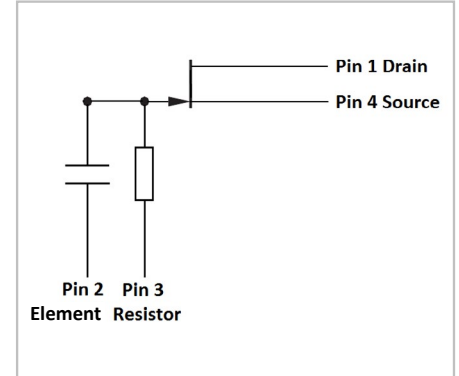 Pin 1 Drain
Pin 4 Source
Pin 2 Pin 3
Element Resistor